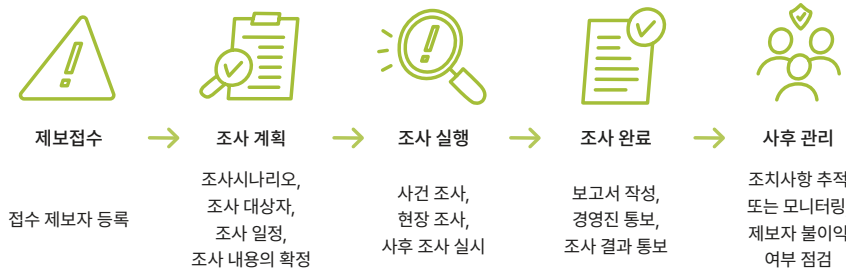 제보접수
접수 제보자 등록
조사 계획
조사시나리오,
조사 대상자,
조사 일정,
조사 내용의 확정
조사 실행
사건 조사,
현장 조사,
사후 조사 실시
조사 완료
보고서 작성,
경영진 통보,
조사 결과 통보
사후 관리
조치사항 추적
또는 모니터링
제보자 불이익
여부 점검